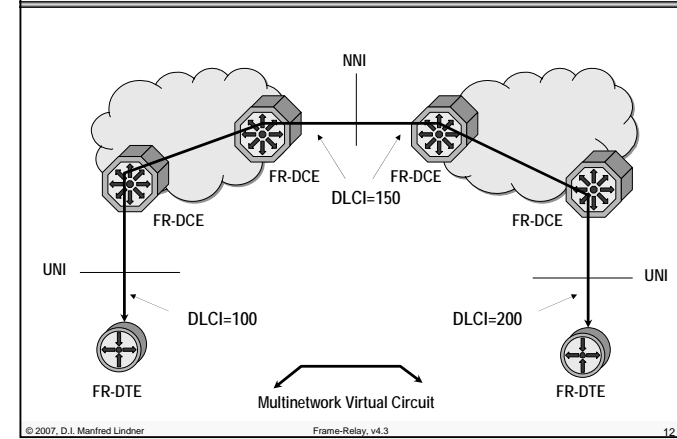 NNI
FR-DCE
FR-DCE
DLCI=150
FR-DCE
FR-DCE
UNI
UNI
DLCI=100
DLCI=200
FR-DTE
FR-DTE
Multinetwork Virtual Circuit
© 2007, D.I. Manfred Lindner
Frame-Relay, v4.3
12